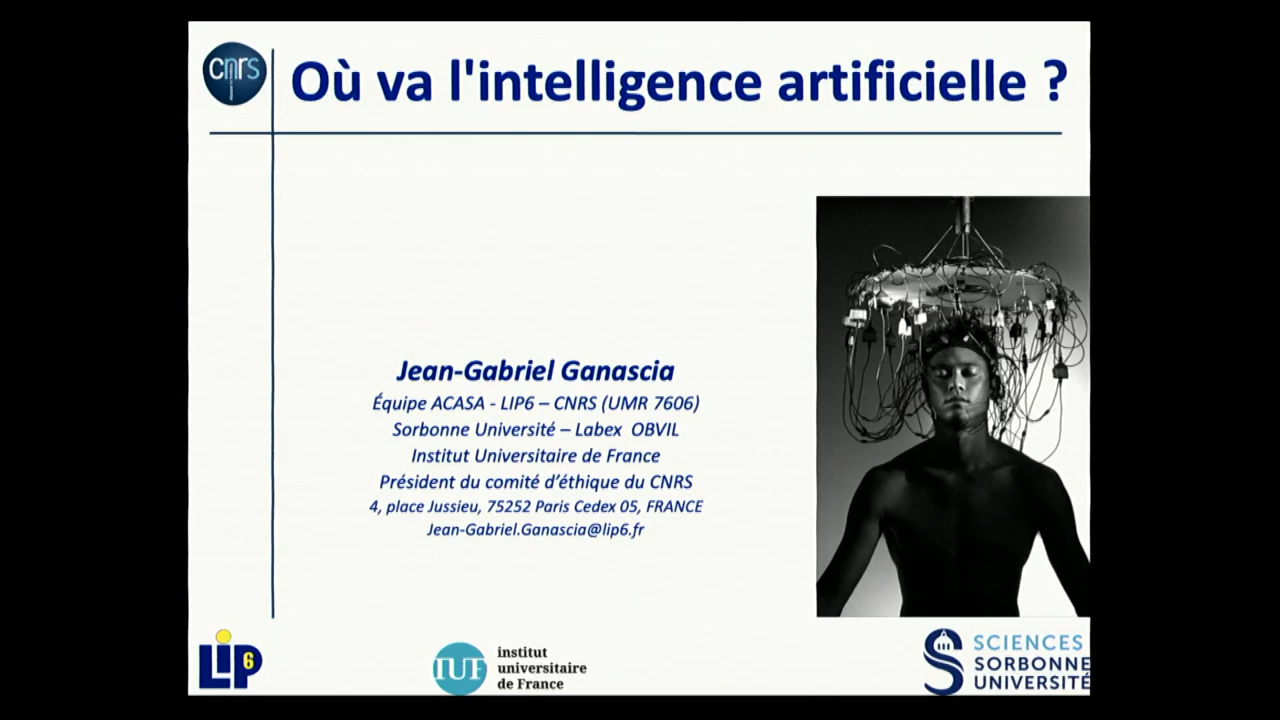 cnrs
Où va l'intelligence artificielle ?
Jean-Gabriel Ganascia
Équipe ACASA - LIP6 – CNRS (UMR 7606)
Sorbonne Université – Labex OBVIL
Institut Universitaire de France
Président du comité d'éthique du CNRS
4, place Jussieu, 75252 Paris Cedex 05, FRANCE
Jean-Gabriel.Ganascia@lip6.fr
LIP6
IUF
institut
universitaire
de France
SCIENCES
SORBONNE
UNIVERSITÉ